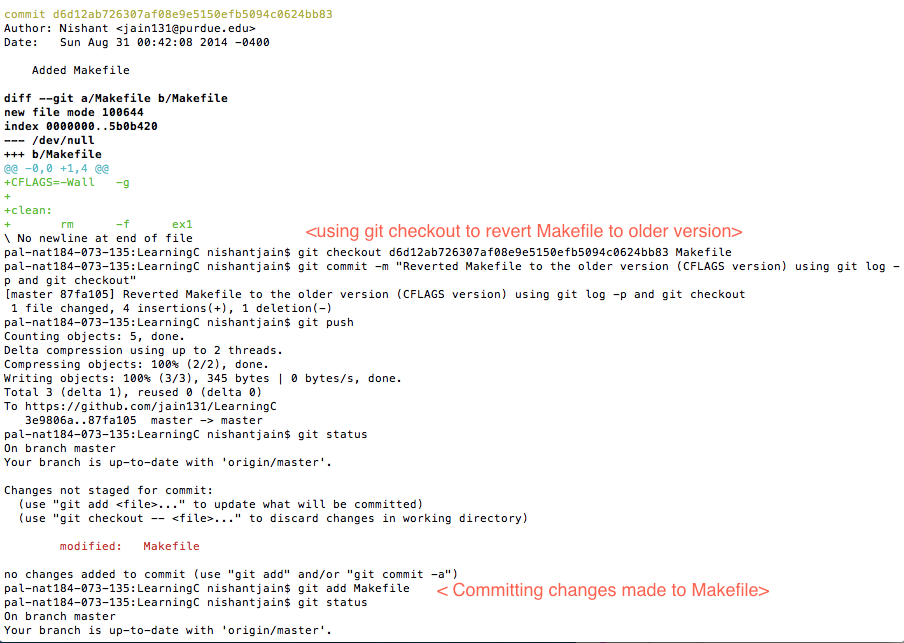 commit d6d12ab726307af08e9e5150efb5094c0624bb83
Author: Nishant <jain131@purdue.edu>
Date:   Sun Aug 31 00:42:08 2014 -0400
    Added Makefile
diff --git a/Makefile b/Makefile
new file mode 100644
index 0000000..5b0b420
--- /dev/null
+++ b/Makefile
@@ -0,0 +1,4 @@
+CFLAGS=-Wall   -g
+
+clean:
+       rm      -f      ex1
\ No newline at end of file
<using git checkout to revert Makefile to older version>
pal-nat184-073-135:LearningC nishantjain$ git checkout d6d12ab726307af08e9e5150efb5094c0624bb83 Makefile
pal-nat184-073-135:LearningC nishantjain$ git commit -m "Reverted Makefile to the older version (CFLAGS version) using git log -
p and git checkout"
[master 87fa105] Reverted Makefile to the older version (CFLAGS version) using git log -p and git checkout
 1 file changed, 4 insertions(+), 1 deletion(-)
pal-nat184-073-135:LearningC nishantjain$ git push
Counting objects: 5, done.
Delta compression using up to 2 threads.
Compressing objects: 100% (2/2), done.
Writing objects: 100% (3/3), 345 bytes | 0 bytes/s, done.
Total 3 (delta 1), reused 0 (delta 0)
To https://github.com/jain131/LearningC
   3e9806a..87fa105  master -> master
pal-nat184-073-135:LearningC nishantjain$ git status
On branch master
Your branch is up-to-date with 'origin/master'.
Changes not staged for commit:
  (use "git add <file>..." to update what will be committed)
  (use "git checkout -- <file>..." to discard changes in working directory)
        modified:   Makefile
no changes added to commit (use "git add" and/or "git commit -a")
pal-nat184-073-135:LearningC nishantjain$ git add Makefile
< Committing changes made to Makefile>
pal-nat184-073-135:LearningC nishantjain$ git status
On branch master
Your branch is up-to-date with 'origin/master'.